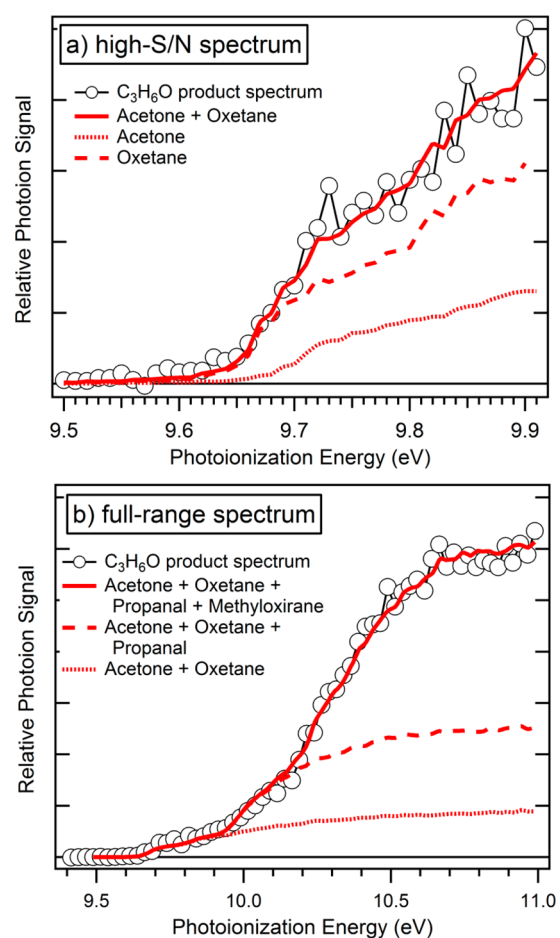 a) high-S/N spectrum
C₃H₆O product spectrum
Acetone + Oxetane
Acetone
Oxetane
Relative Photoion Signal
9.5 9.6 9.7 9.8 9.9
Photoionization Energy (eV)
b) full-range spectrum
C₃H₆O product spectrum
Acetone + Oxetane +
Propanal + Methyloxirane
Acetone + Oxetane +
Propanal
Acetone + Oxetane
Relative Photoion Signal
9.5 10.0 10.5 11.0
Photoionization Energy (eV)